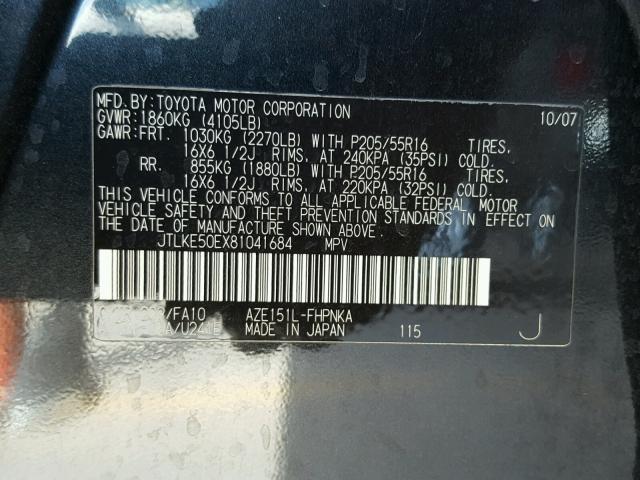 MFD.BY:TOYOTA MOTOR CORPORATION 10/07
GVWR:1860KG (4105LB)
GAWR:FRT. 1030KG (2270LB) WITH P205/55R16 TIRES,
16X6 1/2J RIMS, AT 240KPA (35PSI) COLD.
RR. 855KG (1880LB) WITH P205/55R16 TIRES,
16X6 1/2J RIMS, AT 220KPA (32PSI) COLD.
THIS VEHICLE CONFORMS TO ALL APPLICABLE FEDERAL MOTOR
VEHICLE SAFETY AND THEFT PREVENTION STANDARDS IN EFFECT ON
THE DATE OF MANUFACTURE SHOWN ABOVE.
JTLKE50EX81041684 MPV
/FA10 AZE151L-FHPNKA
A/U241E MADE IN JAPAN 115 J